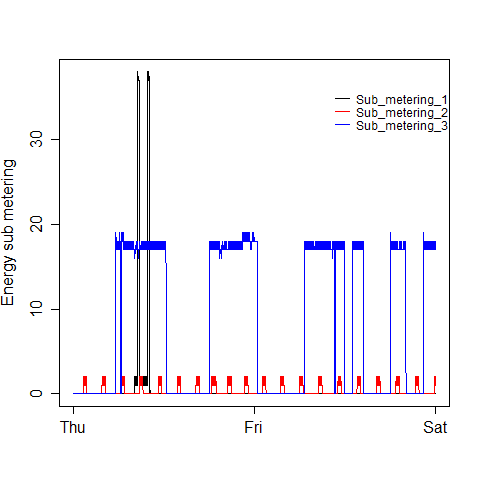 Sub_metering_1
Sub_metering_2
Sub_metering_3
Energy sub metering
30
20
10
0
Thu
Fri
Sat